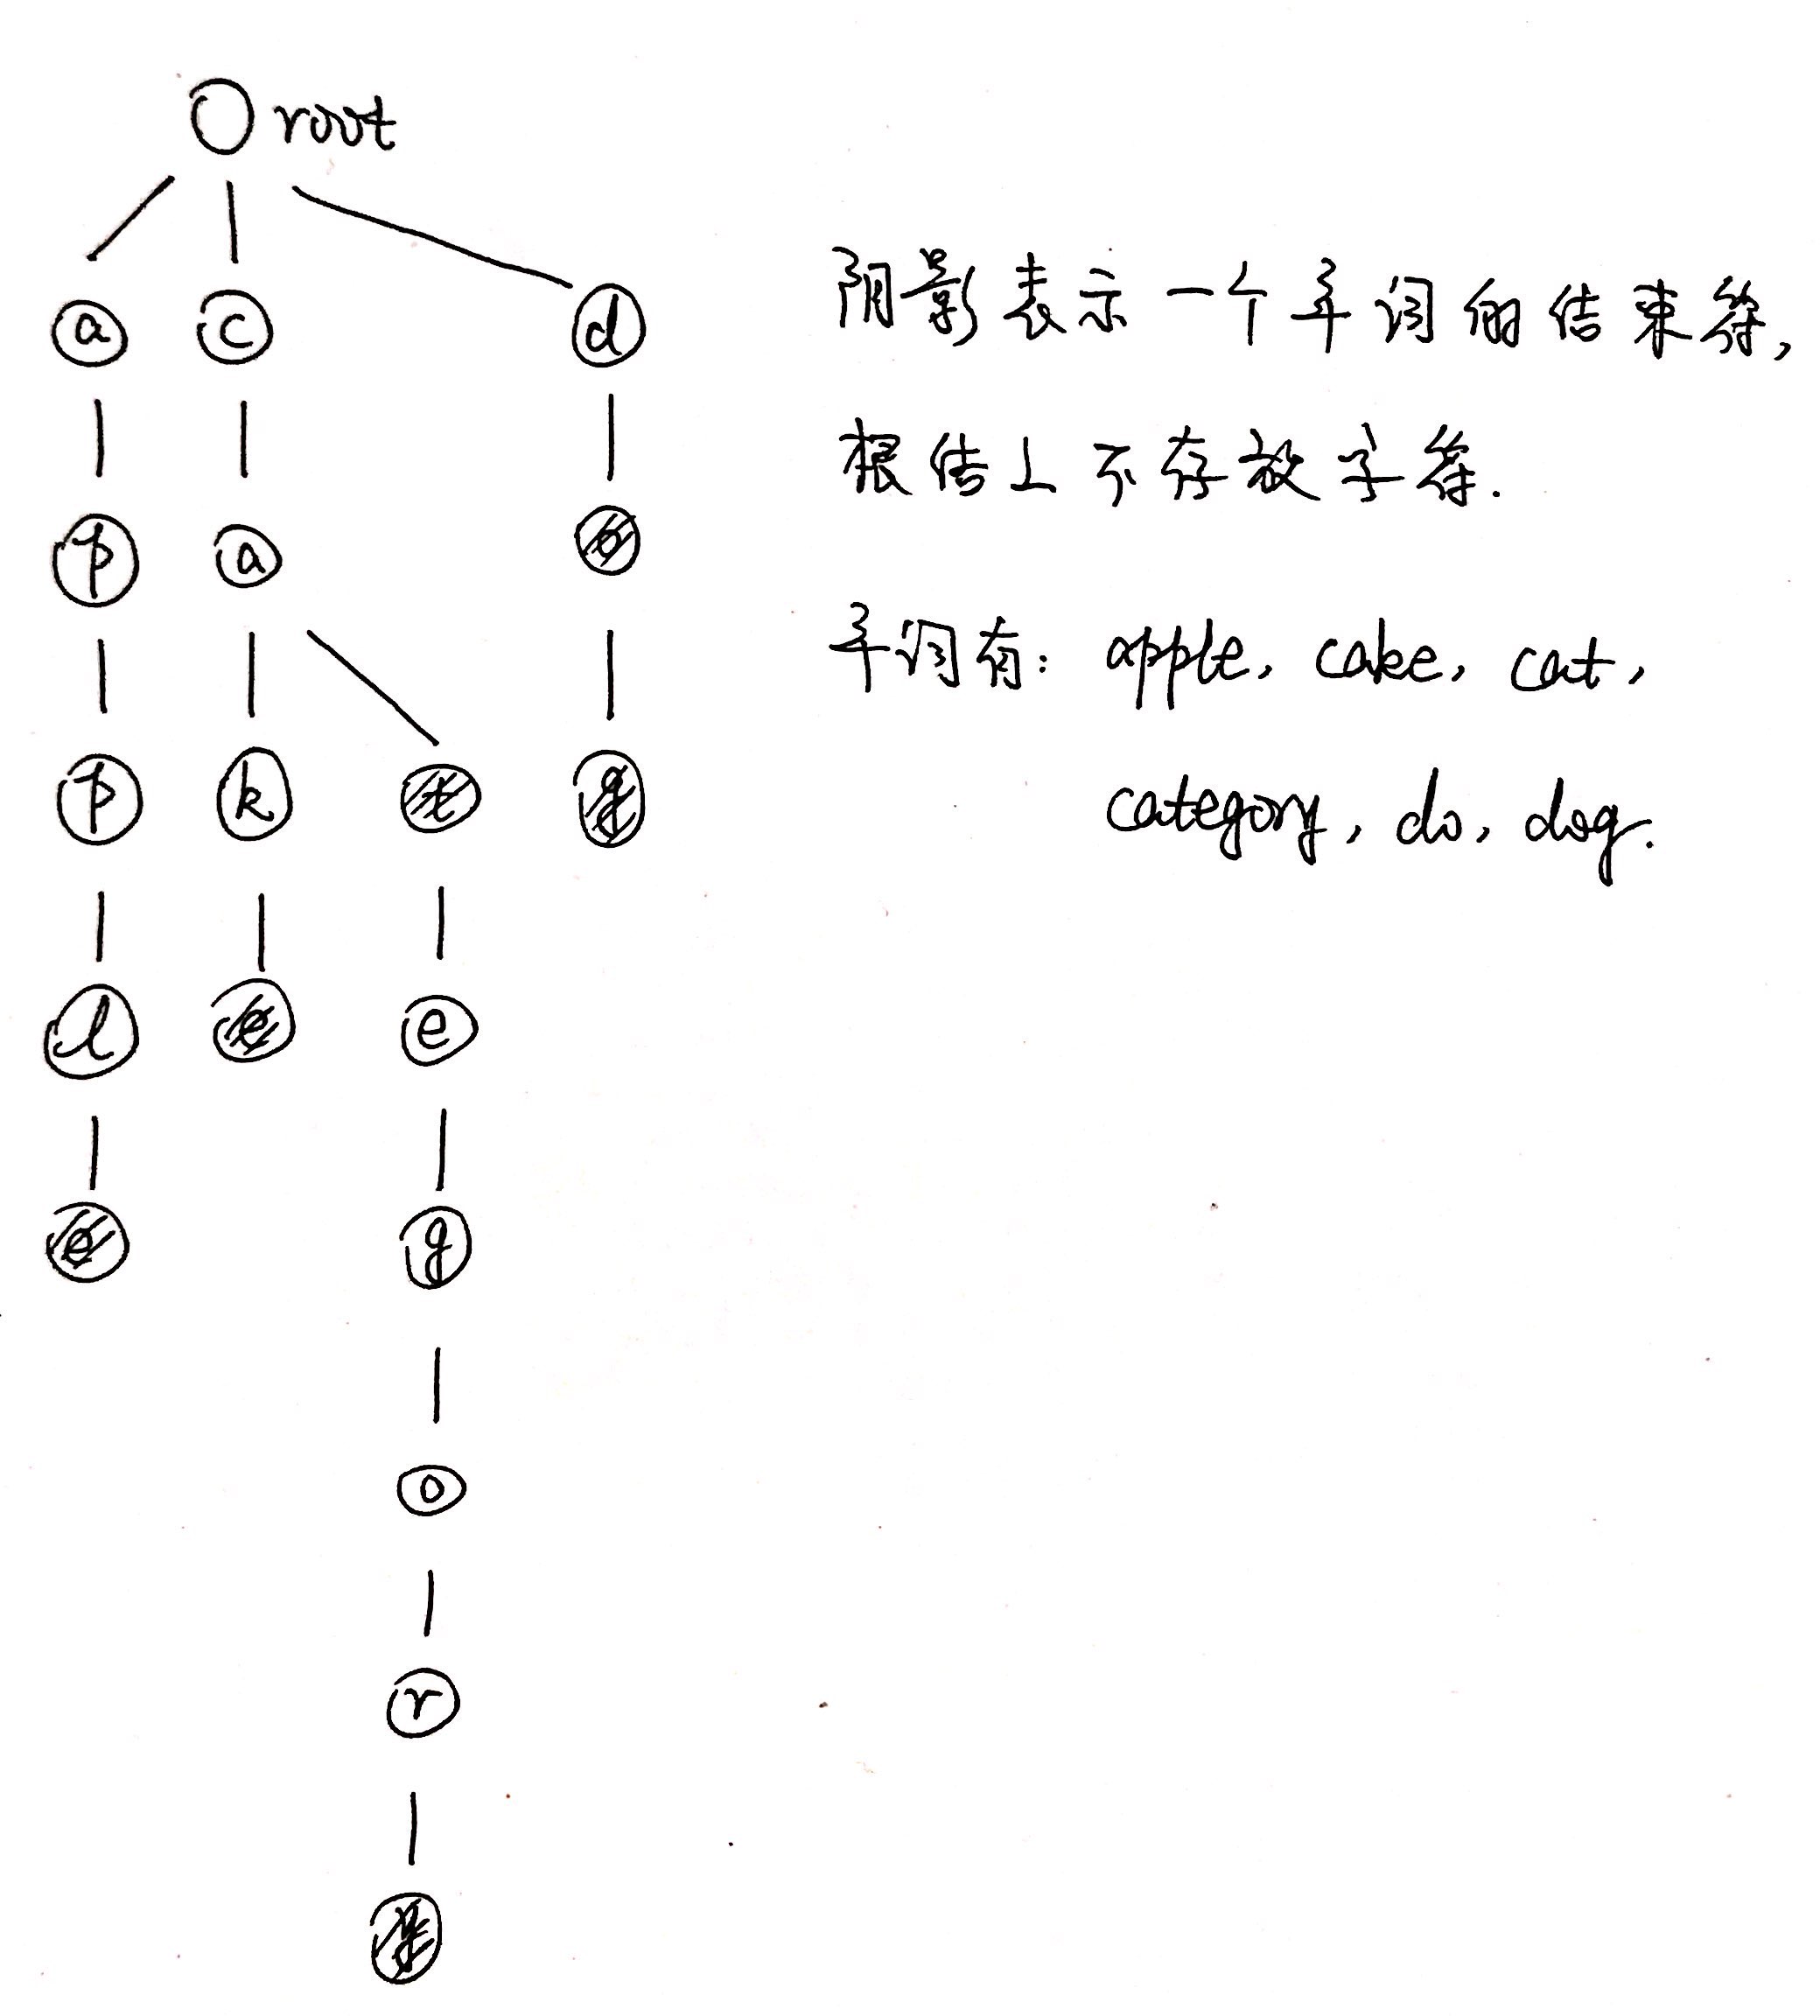 root
a c d
p a o
p k t g
l e e
e g
o
r
y
阴影表示一个单词的结束符,
根结上不存放字符.
单词有: apple, cake, cat,
category, do, dog.